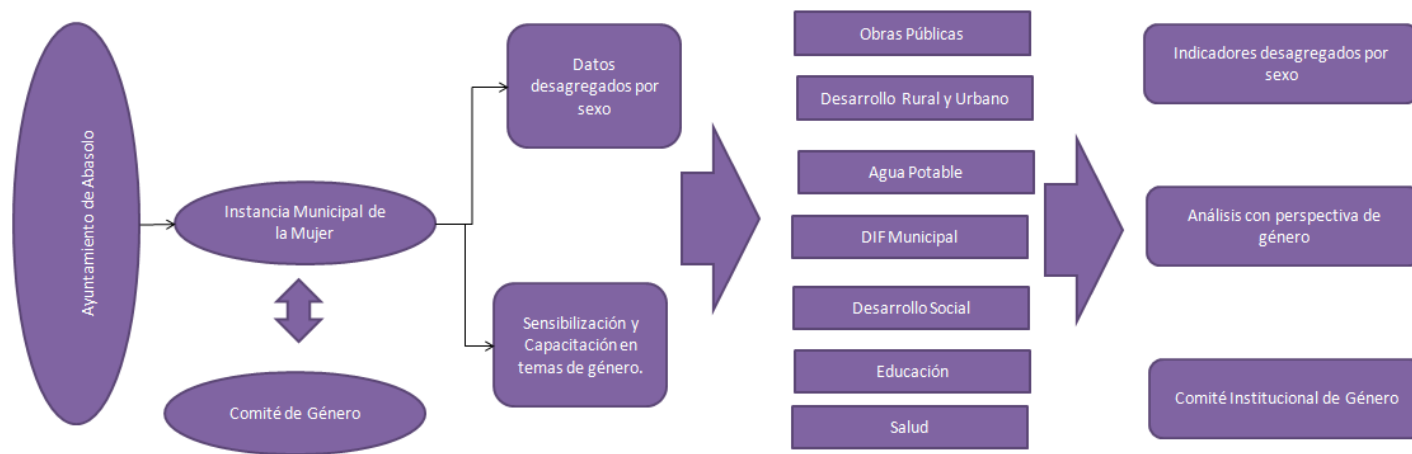 Ayuntamiento de Abasolo
Instancia Municipal de
la Mujer
Comité de Género
Datos
desagregados por
sexo
Sensibilización y
Capacitación en
temas de género.
Obras Públicas
Desarrollo Rural y Urbano
Agua Potable
DIF Municipal
Desarrollo Social
Educación
Salud
Indicadores desagregados por
sexo
Análisis con perspectiva de
género
Comité Institucional de Género